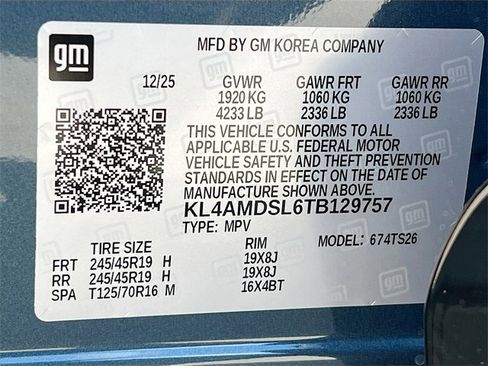 gm
MFD BY GM KOREA COMPANY
12/25 GVWR GAWR FRT GAWR RR
1920 KG 1060 KG 1060 KG
4233 LB 2336 LB 2336 LB
THIS VEHICLE CONFORMS TO ALL
APPLICABLE U.S. FEDERAL MOTOR
VEHICLE SAFETY AND THEFT PREVENTION
STANDARDS IN EFFECT ON THE DATE OF
MANUFACTURE SHOWN ABOVE.
KL4AMDSL6TB129757
TYPE: MPV MODEL: 674TS26
TIRE SIZE RIM
FRT 245/45R19 H 19X8J
RR 245/45R19 H 19X8J
SPA T125/70R16 M 16X4BT